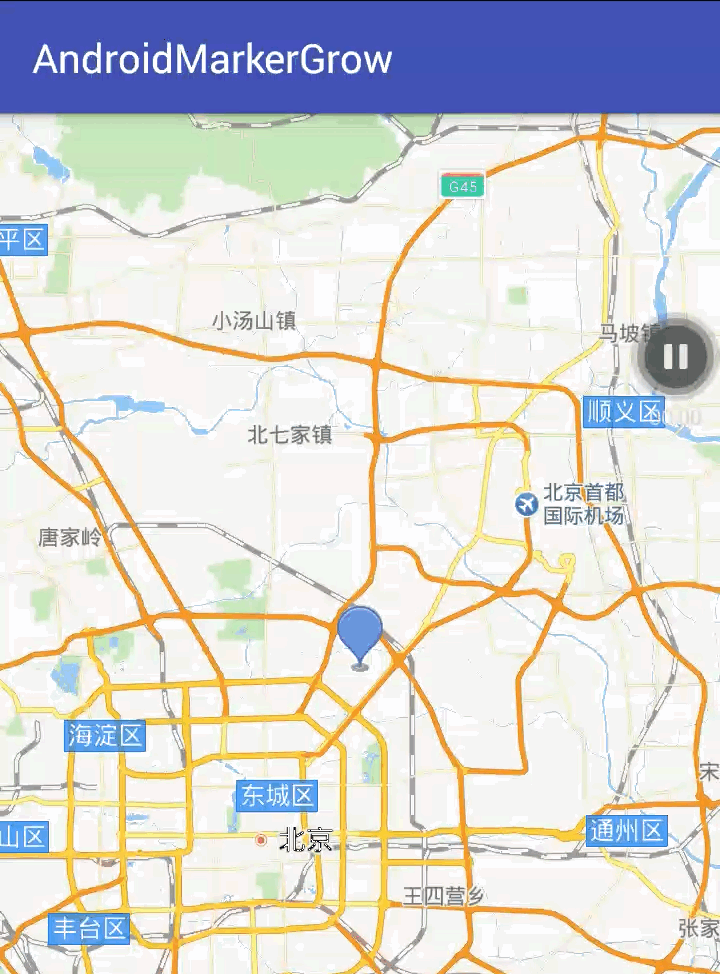 AndroidMarkerGrow
G45
平区
小汤山镇
马坡镇
顺义区
00:00
北七家镇
北京首都
国际机场
唐家岭
海淀区
东城区
北京
山区
通州区
宋
王四营乡
丰台区
张家